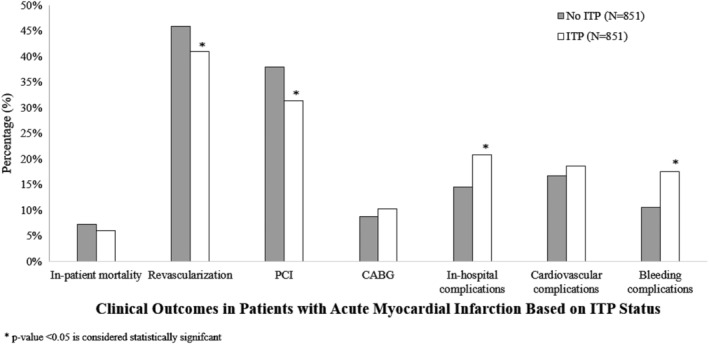 50%
45%
40%
35%
30%
25%
20%
15%
10%
5%
0%
Percentage (%)
No ITP (N=851)
ITP (N=851)
*
*
*
*
In-patient mortality
Revascularization
PCI
CABG
In-hospital
complications
Cardiovascular
complications
Bleeding
complications
Clinical Outcomes in Patients with Acute Myocardial Infarction Based on ITP Status
* p-value <0.05 is considered statistically signifcant